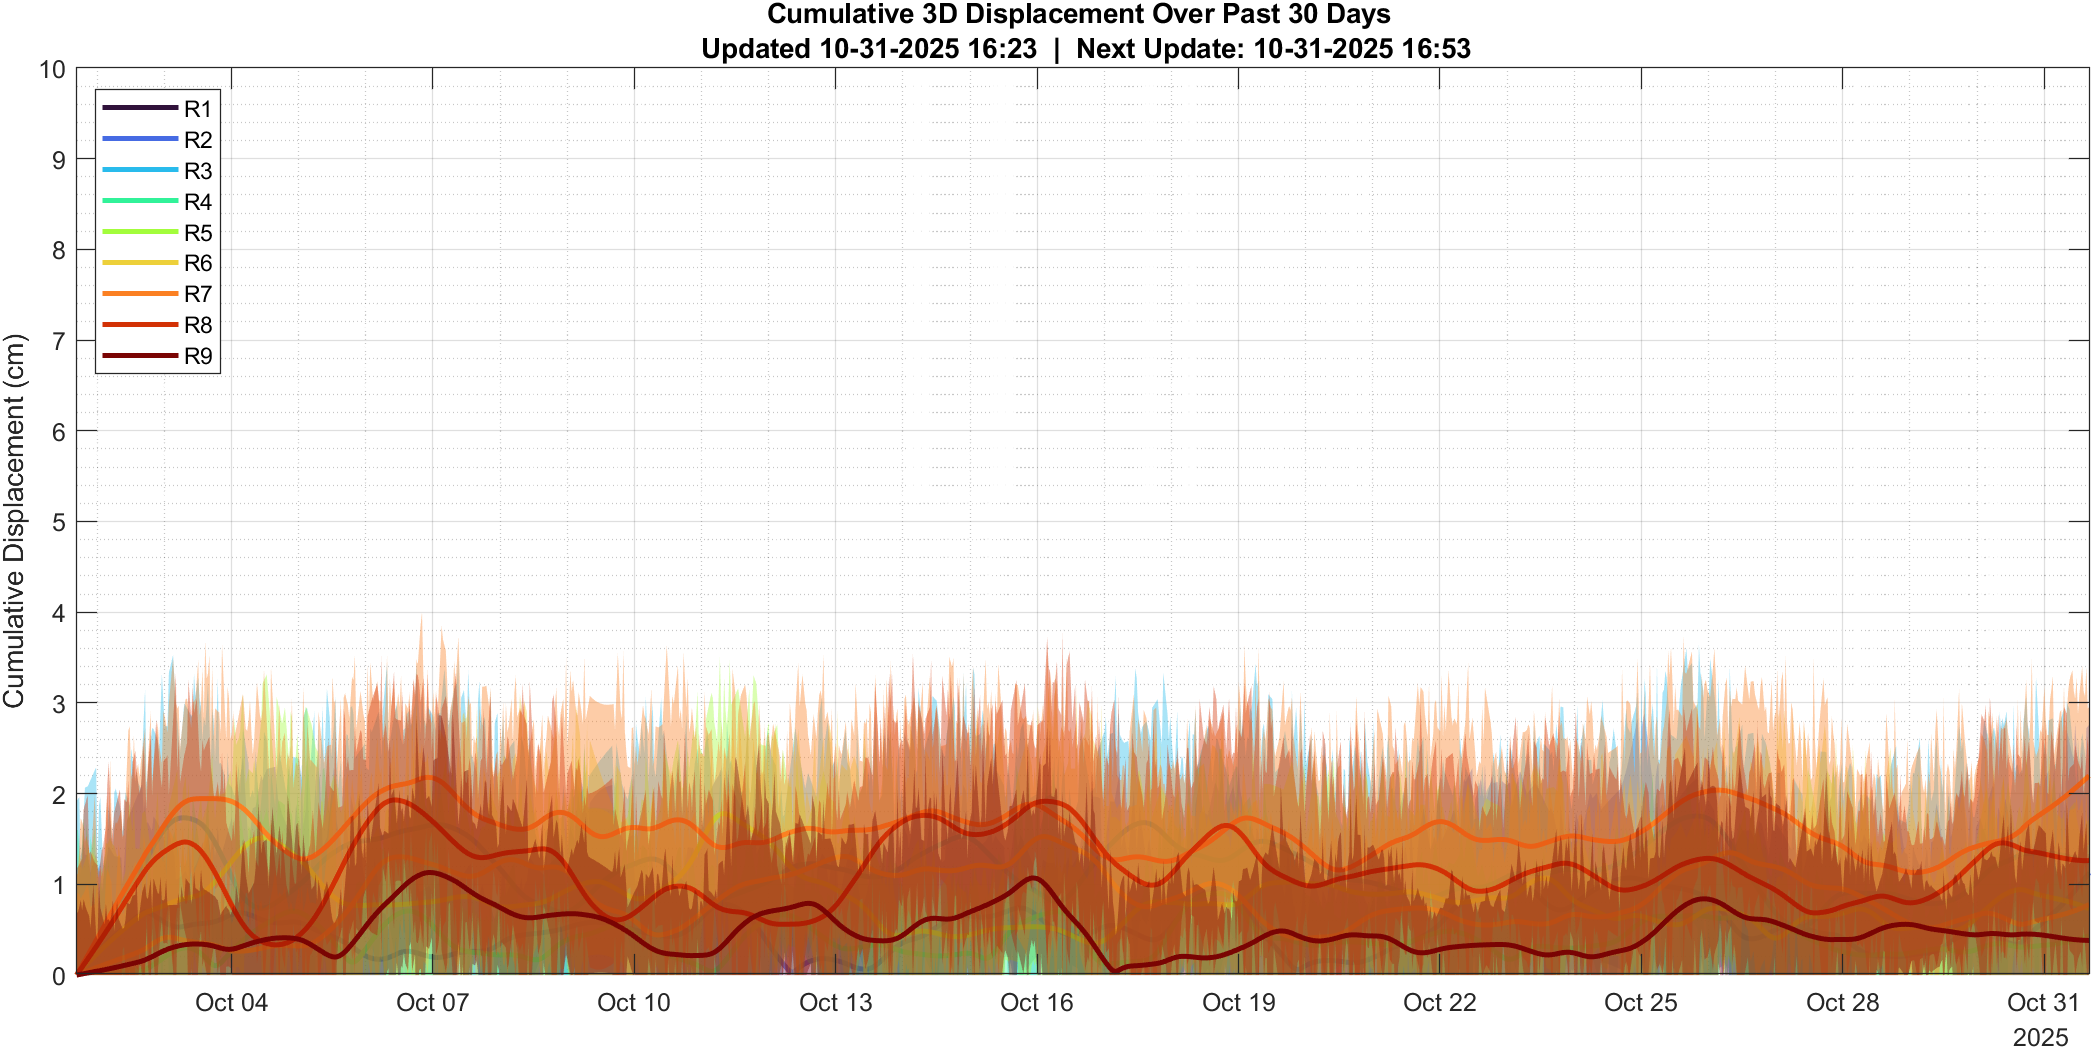 Cumulative 3D Displacement Over Past 30 Days
Updated 10-31-2025 16:23 | Next Update: 10-31-2025 16:53
Cumulative Displacement (cm)
10
9
8
7
6
5
4
3
2
1
0
R1
R2
R3
R4
R5
R6
R7
R8
R9
Oct 04 Oct 07 Oct 10 Oct 13 Oct 16 Oct 19 Oct 22 Oct 25 Oct 28 Oct 31
2025